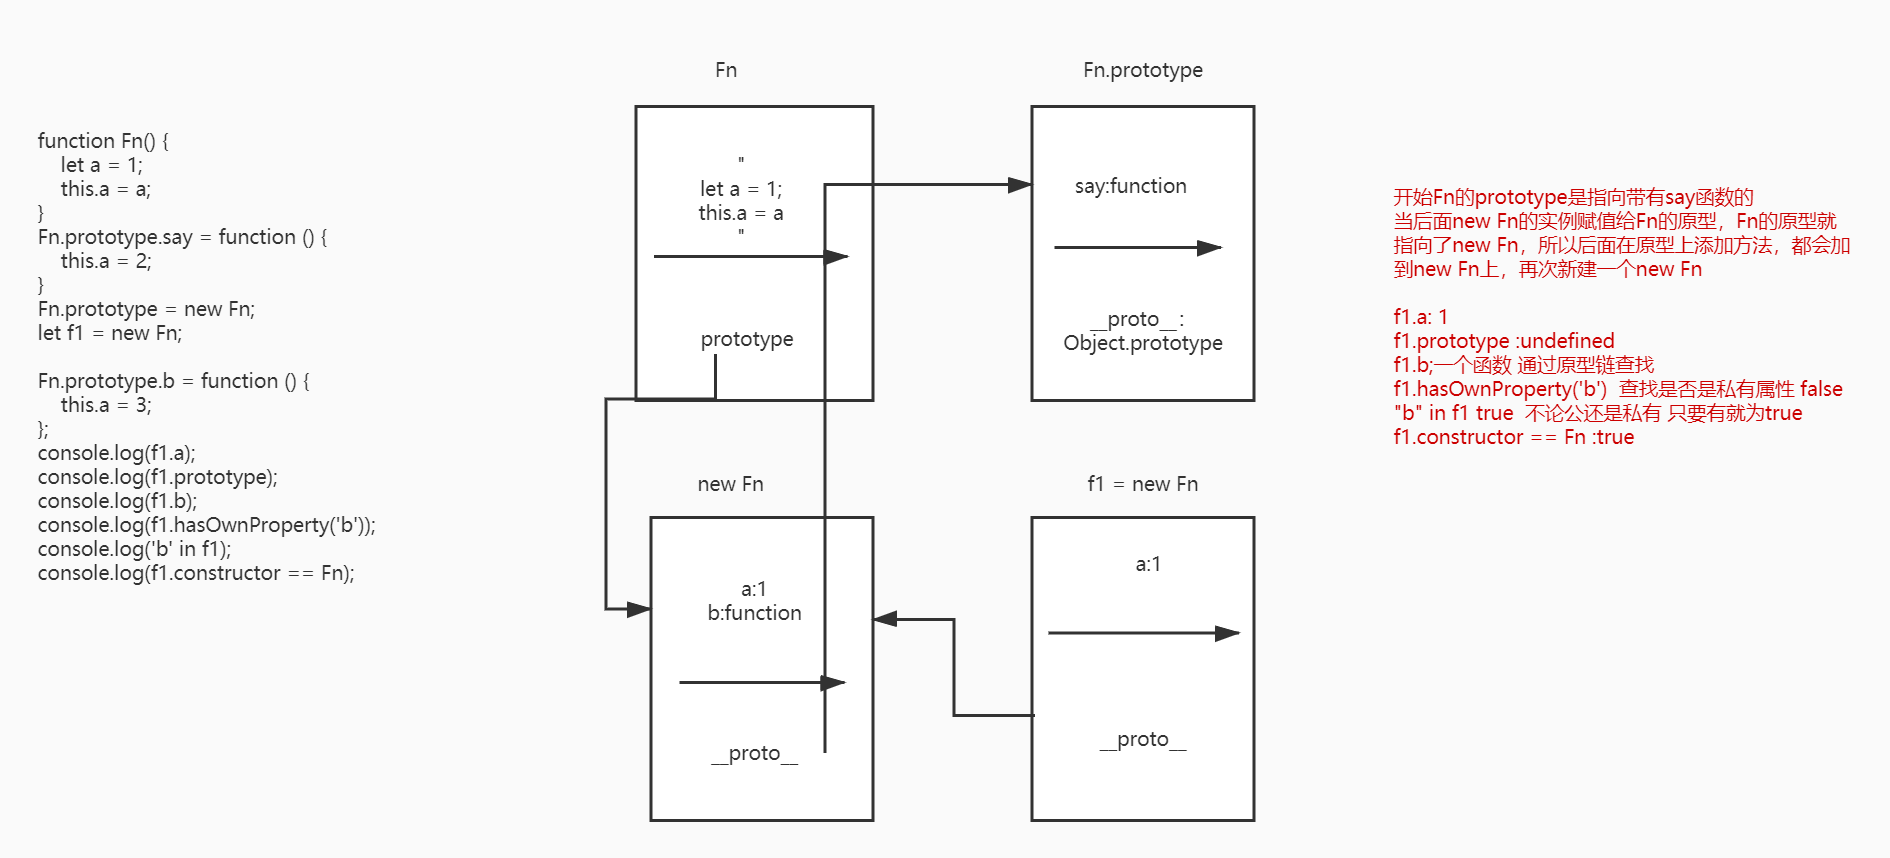 function Fn() {
let a = 1;
this.a = a;
}
Fn.prototype.say = function () {
this.a = 2;
}
Fn.prototype = new Fn;
let f1 = new Fn;
Fn.prototype.b = function () {
this.a = 3;
};
console.log(f1.a);
console.log(f1.prototype);
console.log(f1.b);
console.log(f1.hasOwnProperty('b'));
console.log('b' in f1);
console.log(f1.constructor == Fn);
Fn
"
let a = 1;
this.a = a
"
prototype
Fn.prototype
say:function
__proto__:
Object.prototype
new Fn
a:1
b:function
__proto__
f1 = new Fn
a:1
__proto__
开始Fn的prototype是指向带有say函数的
当后面new Fn的实例赋值给Fn的原型，Fn的原型就
指向了new Fn，所以后面在原型上添加方法，都会加
到new Fn上，再次新建一个new Fn
f1.a: 1
f1.prototype :undefined
f1.b;一个函数 通过原型链查找
f1.hasOwnProperty('b')  查找是否是私有属性 false
"b" in f1 true  不论公还是私有 只要有就为true
f1.constructor == Fn :true